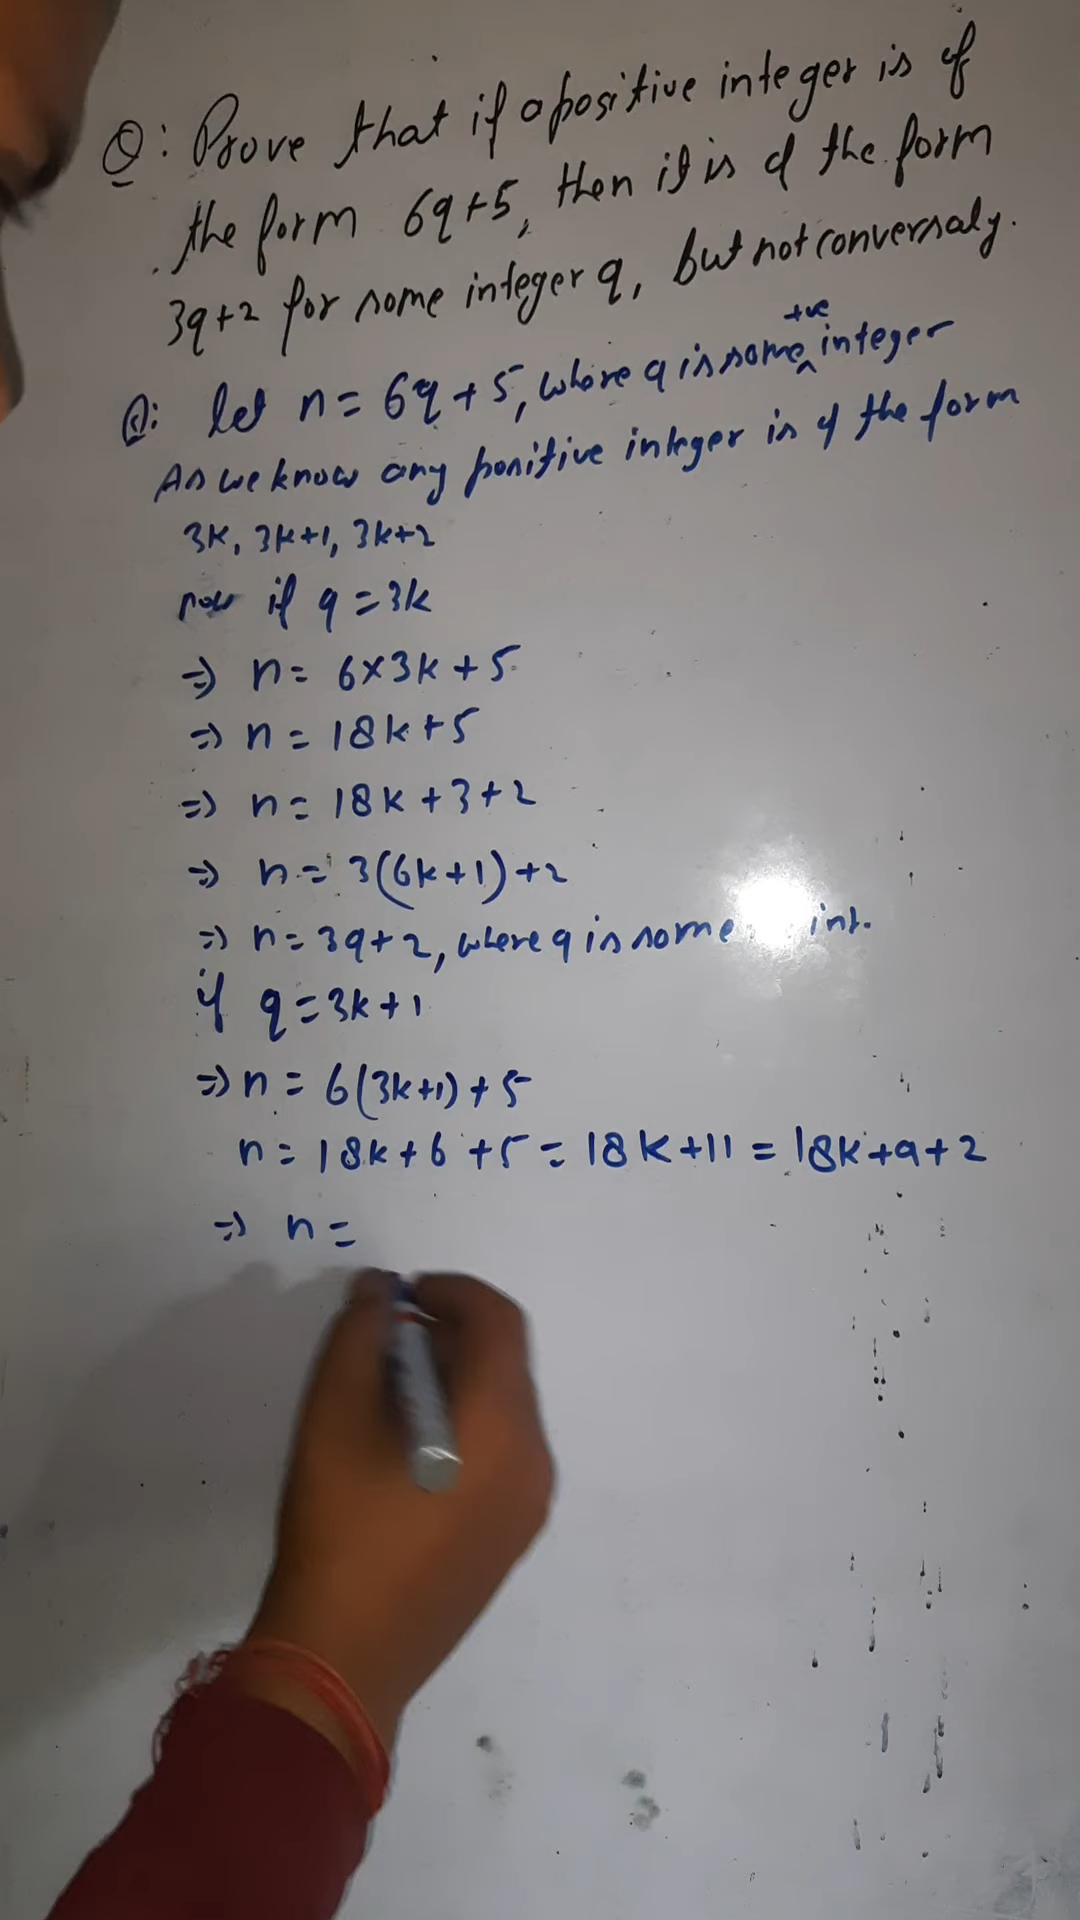 Q: Prove that if a positive integer is of
the form 6q+5, then it is of the form
3q+2 for some integer q, but not conversaly.
Q: let n = 6q + 5, where q is some +ve integer
As we know any positive integer is of the form
3k, 3k+1, 3k+2
now if q = 3k
⇒ n = 6×3k + 5
⇒ n = 18k + 5
⇒ n = 18k + 3 + 2
⇒ n = 3(6k+1) + 2
⇒ n = 3q + 2, where q is some int.
if q = 3k + 1
⇒ n = 6(3k+1) + 5
n = 18k + 6 + 5 = 18k + 11 = 18k + 9 + 2
⇒ n =